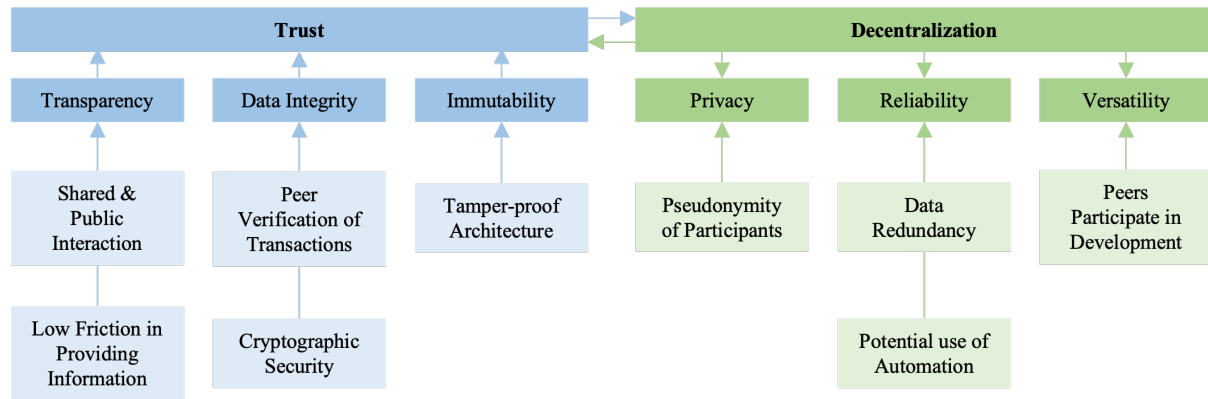 Trust
Decentralization
Transparency
Data Integrity
Immutability
Privacy
Reliability
Versatility
Shared &
Public
Interaction
Peer
Verification of
Transactions
Tamper-proof
Architecture
Pseudonymity
of Participants
Data
Redundancy
Peers
Participate in
Development
Low Friction in
Providing
Information
Cryptographic
Security
Potential use of
Automation